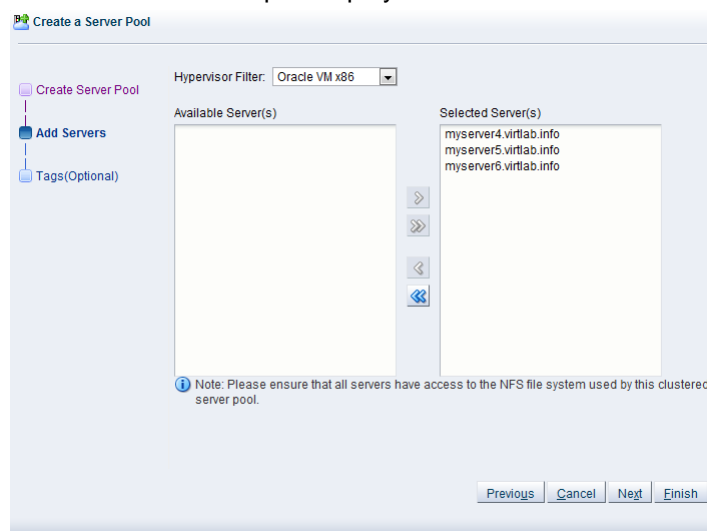 Create a Server Pool
Create Server Pool
Add Servers
Tags(Optional)
Hypervisor Filter: Oracle VM x86
Available Server(s)
Selected Server(s)
myserver4.virtlab.info
myserver5.virtlab.info
myserver6.virtlab.info
Note: Please ensure that all servers have access to the NFS file system used by this clustered
server pool.
Previous Cancel Next Finish